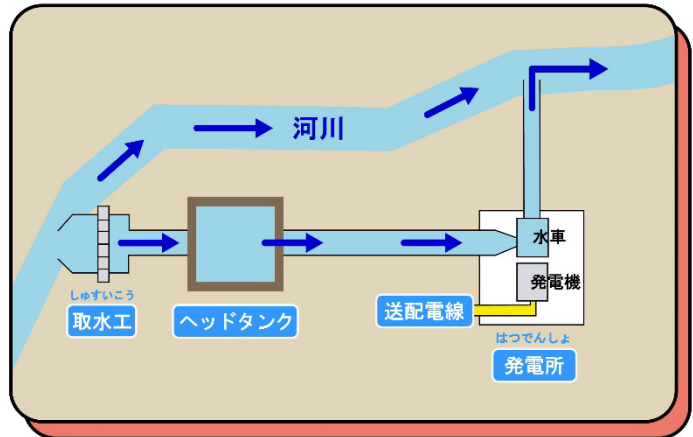 河川
水車
発電機
しゅすいこう
取水工
ヘッドタンク
送配電線
はつでんしょ
発電所